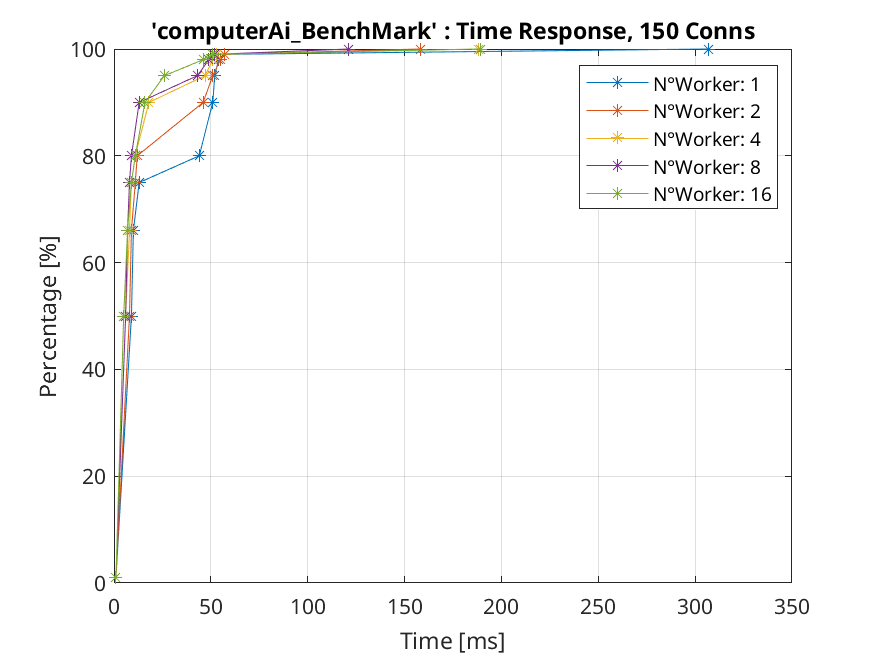 'computerAi_BenchMark' : Time Response, 150 Conns
100
80
60
40
20
0
Percentage [%]
N°Worker: 1
N°Worker: 2
N°Worker: 4
N°Worker: 8
N°Worker: 16
0 50 100 150 200 250 300 350
Time [ms]